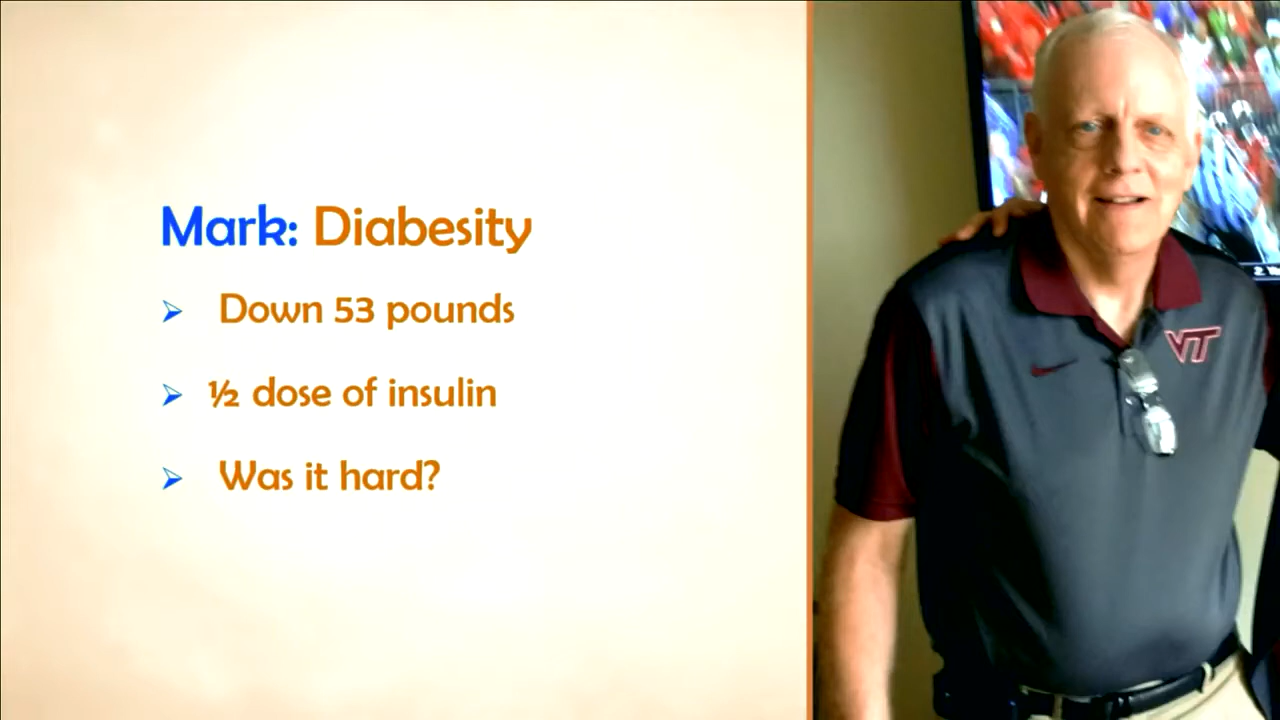 Mark: Diabesity
➢ Down 53 pounds
➢ ½ dose of insulin
➢ Was it hard?
VT